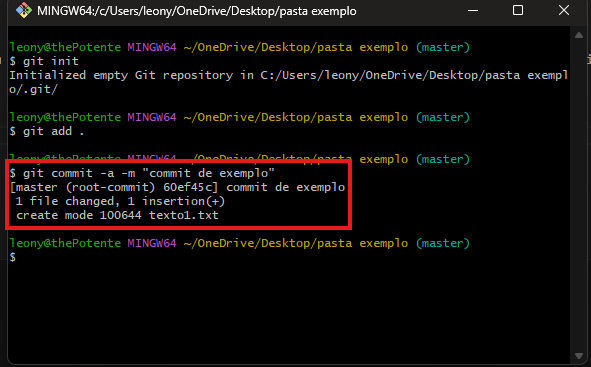 MINGW64:/c/Users/leony/OneDrive/Desktop/pasta exemplo
leony@thePotente MINGW64 ~/OneDrive/Desktop/pasta exemplo (master)
$ git init
Initialized empty Git repository in C:/Users/leony/OneDrive/Desktop/pasta exempl
o/.git/
leony@thePotente MINGW64 ~/OneDrive/Desktop/pasta exemplo (master)
$ git add .
leony@thePotente MINGW64 ~/OneDrive/Desktop/pasta exemplo (master)
$ git commit -a -m "commit de exemplo"
[master (root-commit) 60ef45c] commit de exemplo
 1 file changed, 1 insertion(+)
 create mode 100644 texto1.txt
leony@thePotente MINGW64 ~/OneDrive/Desktop/pasta exemplo (master)
$